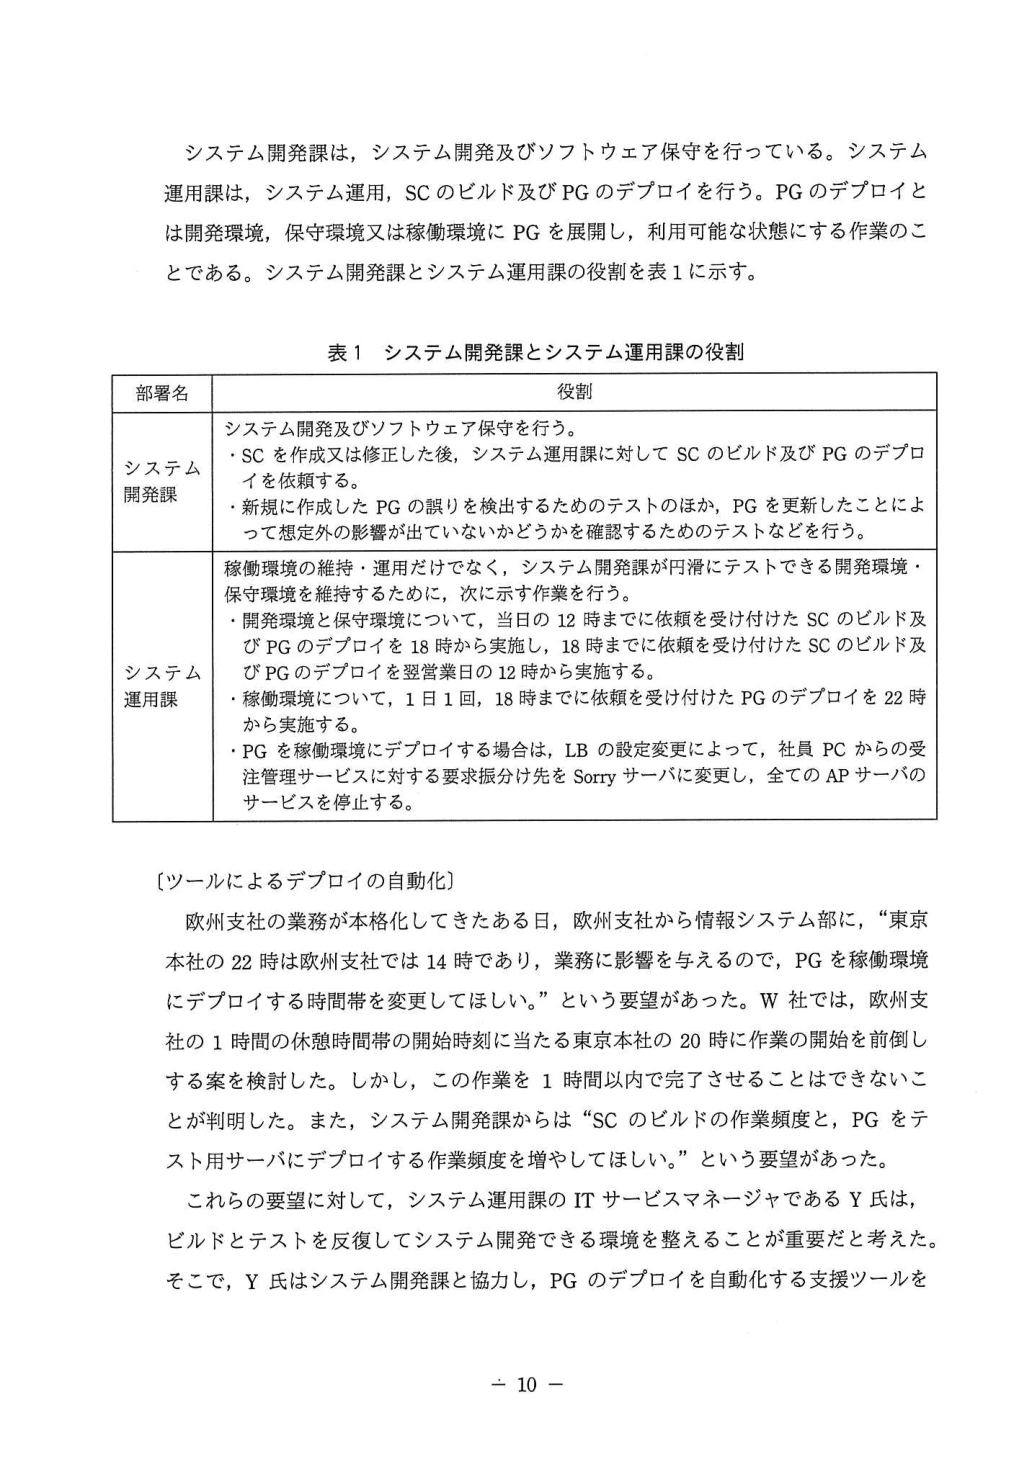 システム開発課は，システム開発及びソフトウェア保守を行っている。システム
運用課は，システム運用，SC のビルド及び PG のデプロイを行う。PG のデプロイと
は開発環境，保守環境又は稼働環境に PG を展開し，利用可能な状態にする作業のこ
とである。システム開発課とシステム運用課の役割を表 1 に示す。
表 1　システム開発課とシステム運用課の役割
部署名
役割
システム
開発課
システム開発及びソフトウェア保守を行う。
・SC を作成又は修正した後，システム運用課に対して SC のビルド及び PG のデプロ
イを依頼する。
・新規に作成した PG の誤りを検出するためのテストのほか，PG を更新したことによ
って想定外の影響が出ていないかどうかを確認するためのテストなどを行う。
システム
運用課
稼働環境の維持・運用だけでなく，システム開発課が円滑にテストできる開発環境・
保守環境を維持するために，次に示す作業を行う。
・開発環境と保守環境について，当日の 12 時までに依頼を受け付けた SC のビルド及
び PG のデプロイを 18 時から実施し，18 時までに依頼を受け付けた SC のビルド及
び PG のデプロイを翌営業日の 12 時から実施する。
・稼働環境について，1 日 1 回，18 時までに依頼を受け付けた PG のデプロイを 22 時
から実施する。
・PG を稼働環境にデプロイする場合は，LB の設定変更によって，社員 PC からの受
注管理サービスに対する要求振分け先を Sorry サーバに変更し，全ての AP サーバの
サービスを停止する。
〔ツールによるデプロイの自動化〕
欧州支社の業務が本格化してきたある日，欧州支社から情報システム部に，“東京
本社の 22 時は欧州支社では 14 時であり，業務に影響を与えるので，PG を稼働環境
にデプロイする時間帯を変更してほしい。”という要望があった。W 社では，欧州支
社の 1 時間の休憩時間帯の開始時刻に当たる東京本社の 20 時に作業の開始を前倒し
する案を検討した。しかし，この作業を 1 時間以内で完了させることはできないこ
とが判明した。また，システム開発課からは“SC のビルドの作業頻度と，PG をテ
スト用サーバにデプロイする作業頻度を増やしてほしい。”という要望があった。
これらの要望に対して，システム運用課の IT サービスマネージャである Y 氏は，
ビルドとテストを反復してシステム開発できる環境を整えることが重要だと考えた。
そこで，Y 氏はシステム開発課と協力し，PG のデプロイを自動化する支援ツールを
－ 10 －